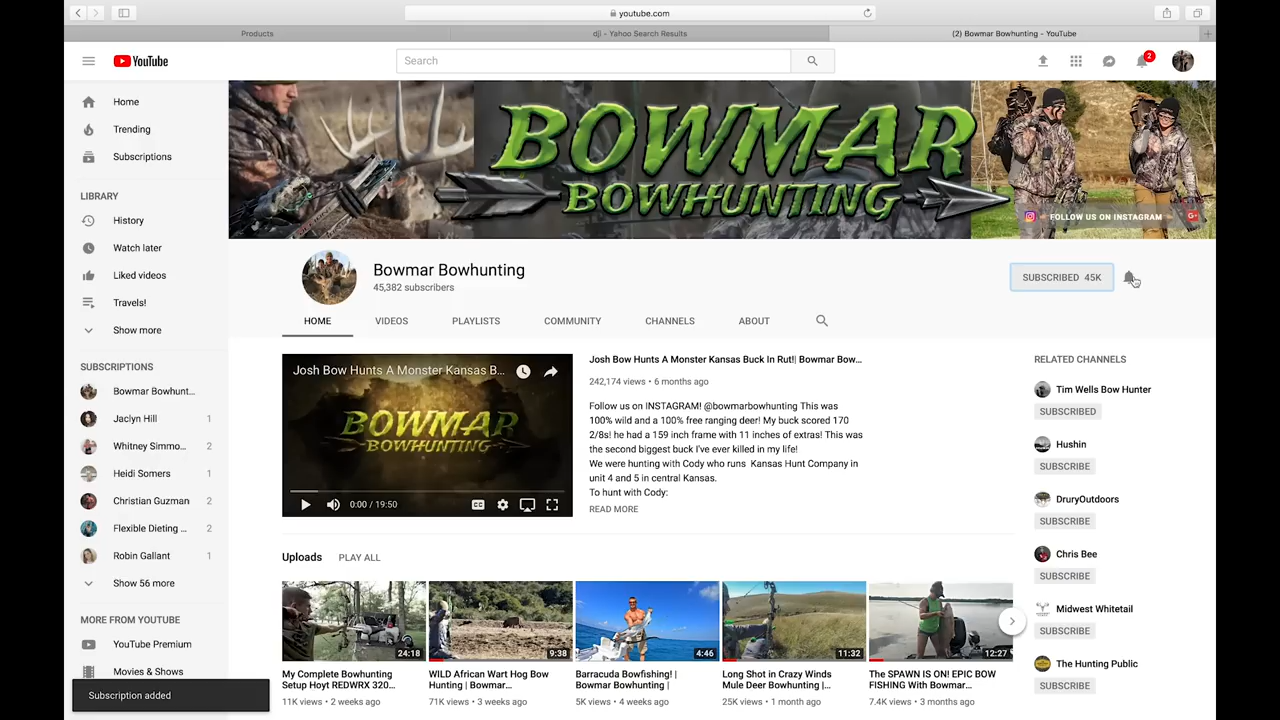 youtube.com
Products
dji - Yahoo Search Results
(2) Bowmar Bowhunting - YouTube
YouTube
Search
2
BOWMAR
BOWHUNTING
FOLLOW US ON INSTAGRAM
G+
Home
Trending
Subscriptions
LIBRARY
History
Watch later
Liked videos
Travels!
Show more
SUBSCRIPTIONS
Bowmar Bowhunt...
Jaclyn Hill 1
Whitney Simmo... 2
Heidi Somers 1
Christian Guzman 2
Flexible Dieting ... 2
Robin Gallant 1
Show 56 more
MORE FROM YOUTUBE
YouTube Premium
Movies & Shows
Subscription added
Bowmar Bowhunting
45,382 subscribers
SUBSCRIBED 45K
HOME VIDEOS PLAYLISTS COMMUNITY CHANNELS ABOUT
Josh Bow Hunts A Monster Kansas B...
BOWMAR
BOWHUNTING
0:00 / 19:50
CC
Josh Bow Hunts A Monster Kansas Buck In Rut!| Bowmar Bow...
242,174 views • 6 months ago
Follow us on INSTAGRAM! @bowmarbowhunting This was
100% wild and a 100% free ranging deer! My buck scored 170
2/8s! he had a 159 inch frame with 11 inches of extras! This was
the second biggest buck I've ever killed in my life!
We were hunting with Cody who runs Kansas Hunt Company in
unit 4 and 5 in central Kansas.
To hunt with Cody:
READ MORE
Uploads PLAY ALL
24:18
My Complete Bowhunting
Setup Hoyt REDWRX 320...
11K views • 2 weeks ago
9:38
WILD African Wart Hog Bow
Hunting | Bowmar...
71K views • 3 weeks ago
4:46
Barracuda Bowfishing! |
Bowmar Bowhunting |
5K views • 4 weeks ago
11:32
Long Shot in Crazy Winds
Mule Deer Bowhunting |...
25K views • 1 month ago
12:27
The SPAWN IS ON! EPIC BOW
FISHING With Bowmar...
7.4K views • 3 months ago
RELATED CHANNELS
Tim Wells Bow Hunter
SUBSCRIBED
Hushin
SUBSCRIBE
DruryOutdoors
SUBSCRIBE
Chris Bee
SUBSCRIBE
Midwest Whitetail
SUBSCRIBE
The Hunting Public
SUBSCRIBE